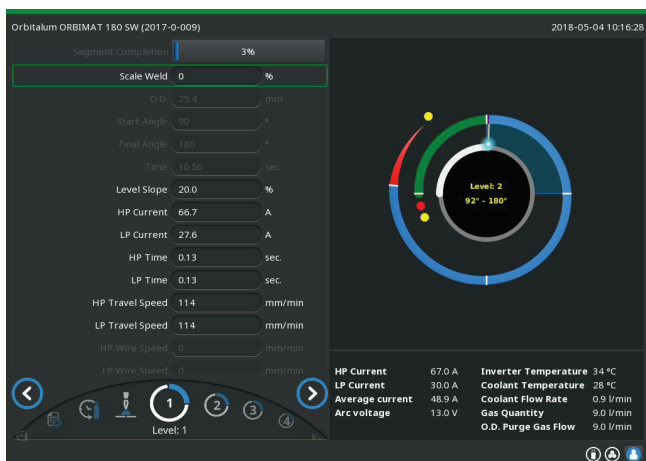 Orbitalum ORBIMAT 180 SW (2017-0-009) 2018-05-04 10:16:28
Segment Completion 3%
Scale Weld 0 %
O.D. 25.4 mm
Start Angle 90 °
Final Angle 180 °
Time 10.50 sec.
Level Slope 20.0 %
HP Current 66.7 A
LP Current 27.6 A
HP Time 0.13 sec.
LP Time 0.13 sec.
HP Travel Speed 114 mm/min
LP Travel Speed 114 mm/min
HP Wire Speed 0 mm/min
LP Wire Speed 0 mm/min
1 2 3 4
Level: 1
Level: 2
92° - 180°
HP Current 67.0 A Inverter Temperature 34 °C
LP Current 30.0 A Coolant Temperature 28 °C
Average current 48.9 A Coolant Flow Rate 0.9 l/min
Arc voltage 13.0 V Gas Quantity 9.0 l/min
O.D. Purge Gas Flow 9.0 l/min